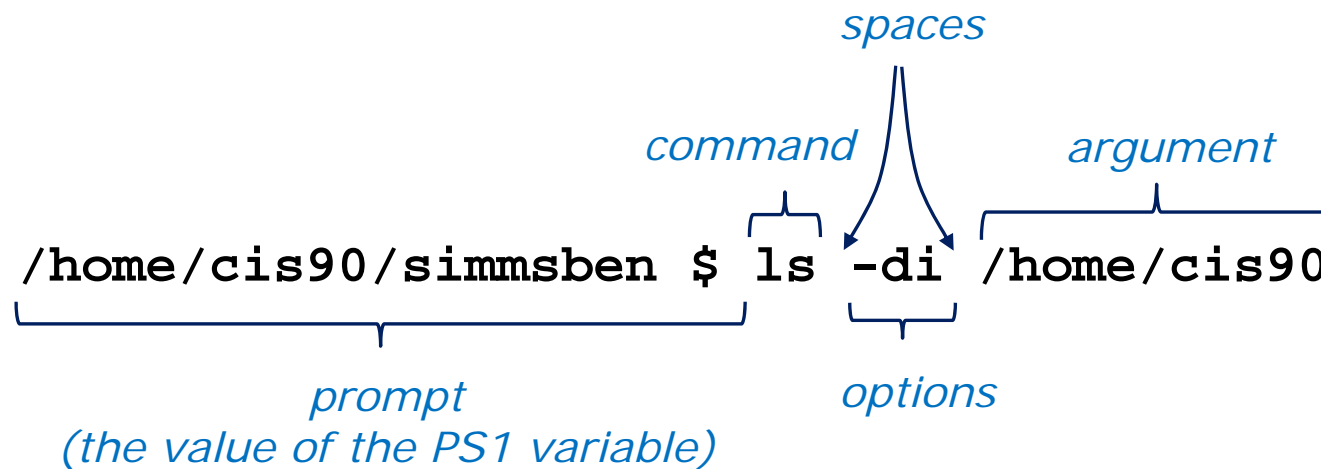 spaces
command
argument
/home/cis90/simmsben $ ls -di /home/cis90
prompt
(the value of the PS1 variable)
options